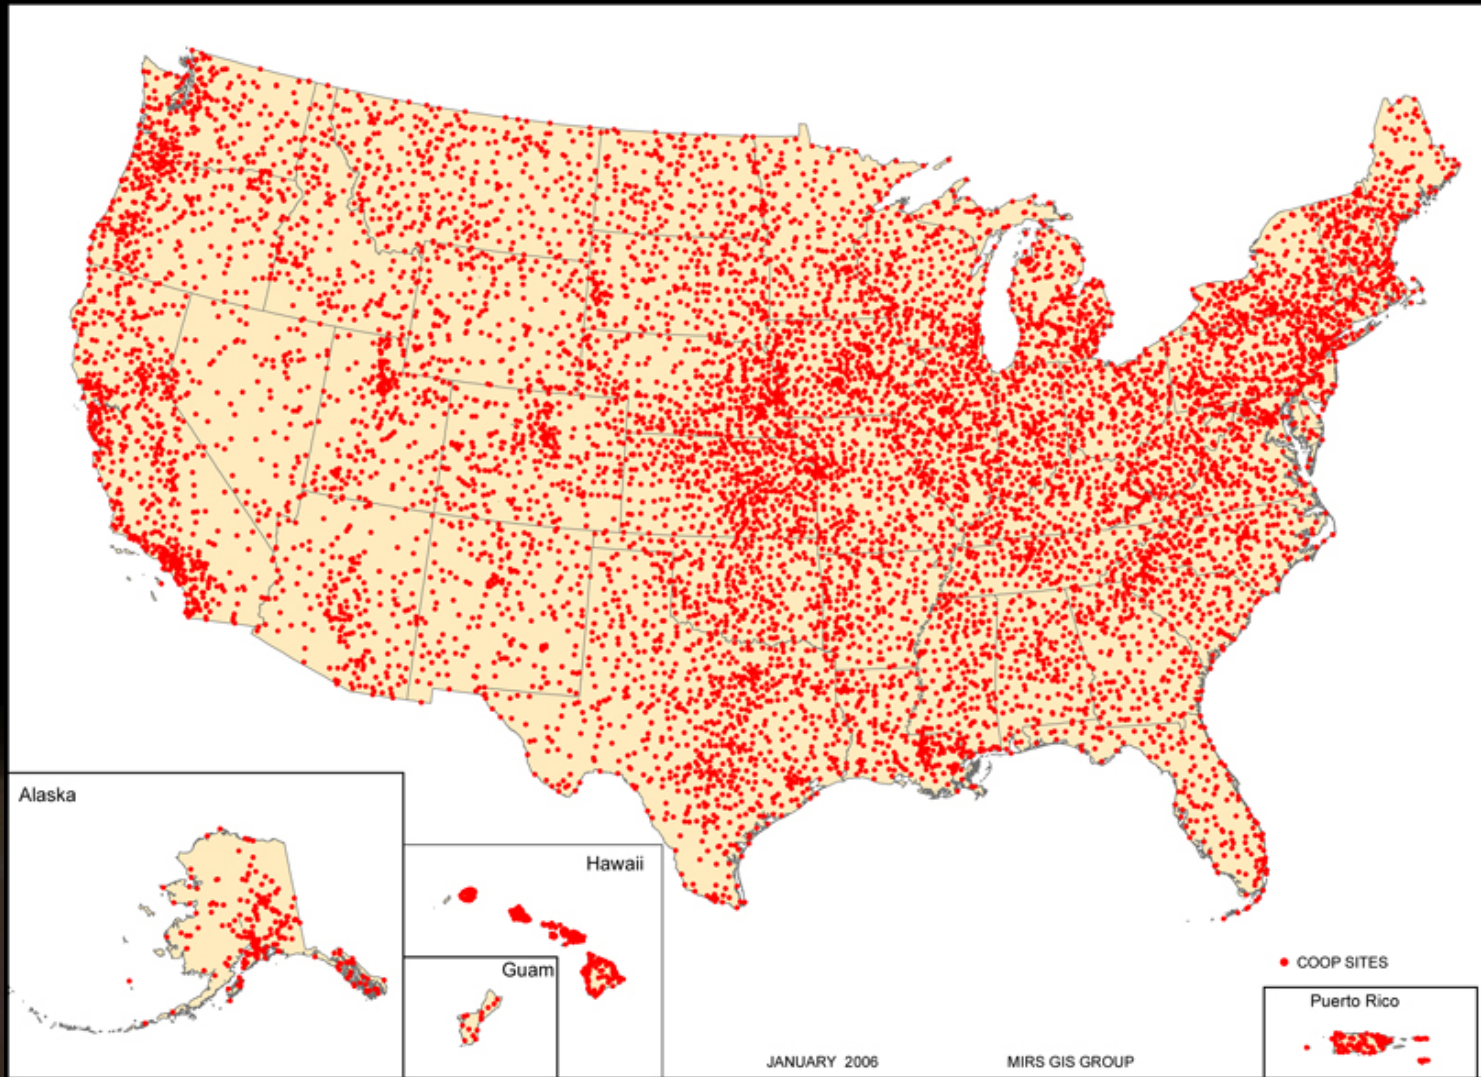 Alaska
Hawaii
Guam
COOP SITES
Puerto Rico
JANUARY 2006
MIRS GIS GROUP